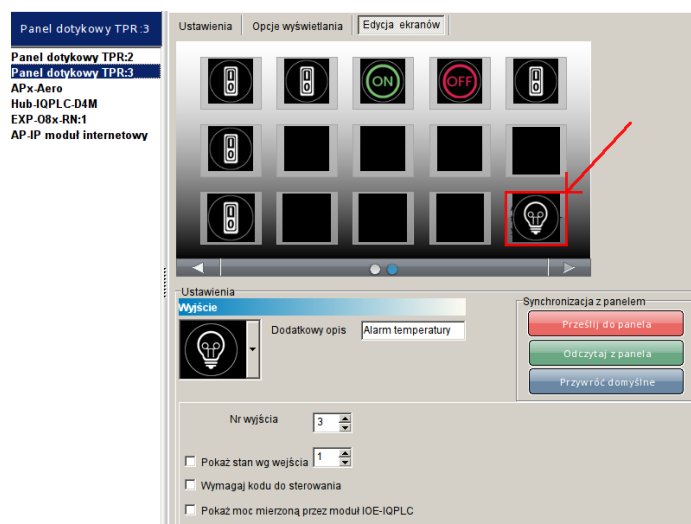 Panel dotykowy TPR:3
Ustawienia
Opcje wyświetlania
Edycja ekranów
Panel dotykowy TPR:2
Panel dotykowy TPR:3
APx-Aero
Hub-IQPLC-D4M
EXP-O8x-RN:1
AP-IP moduł internetowy
ON
OFF
Ustawienia
Wyjście
Dodatkowy opis
Alarm temperatury
Synchronizacja z panelem
Prześlij do panela
Odczytaj z panela
Przywróć domyślne
Nr wyjścia
3
Pokaż stan wg wejścia
1
Wymagaj kodu do sterowania
Pokaż moc mierzoną przez moduł IOE-IQPLC